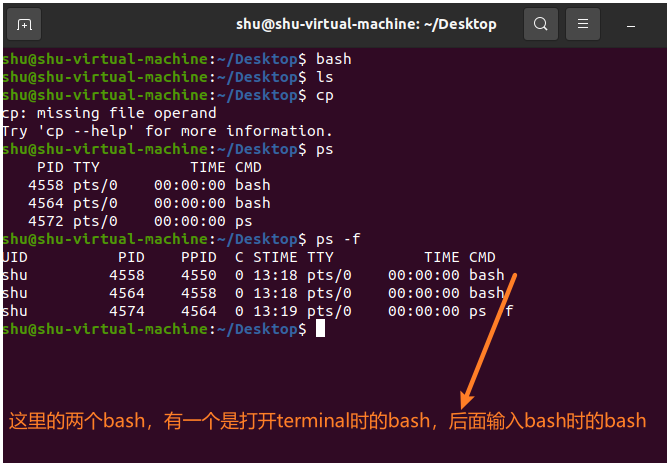 shu@shu-virtual-machine: ~/Desktop
shu@shu-virtual-machine:~/Desktop$ bash
shu@shu-virtual-machine:~/Desktop$ ls
shu@shu-virtual-machine:~/Desktop$ cp
cp: missing file operand
Try 'cp --help' for more information.
shu@shu-virtual-machine:~/Desktop$ ps
    PID TTY          TIME CMD
   4558 pts/0    00:00:00 bash
   4564 pts/0    00:00:00 bash
   4572 pts/0    00:00:00 ps
shu@shu-virtual-machine:~/Desktop$ ps -f
UID          PID    PPID  C STIME TTY          TIME CMD
shu         4558    4550  0 13:18 pts/0    00:00:00 bash
shu         4564    4558  0 13:18 pts/0    00:00:00 bash
shu         4574    4564  0 13:19 pts/0    00:00:00 ps f
shu@shu-virtual-machine:~/Desktop$
这里的两个bash，有一个是打开terminal时的bash，后面输入bash时的bash